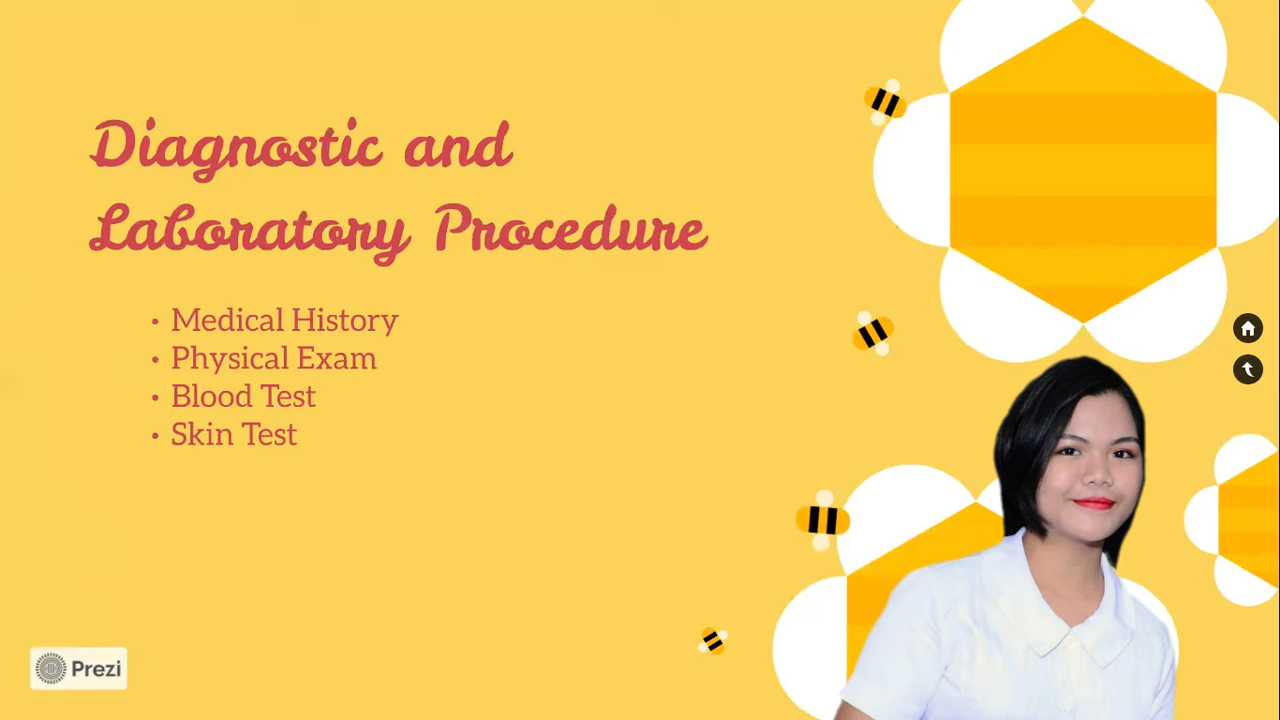 Diagnostic and
Laboratory Procedure
• Medical History
• Physical Exam
• Blood Test
• Skin Test
Prezi